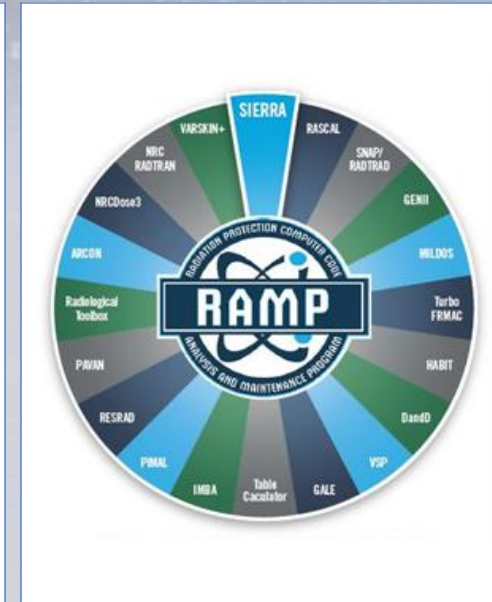 SIERRA
RASCAL
SNAP/
RADTRAD
GENII
MILDOS
Turbo
FRMAC
HABIT
DandD
VSP
GALE
Table
Caculator
IMBA
PIMAL
RESRAD
PAVAN
Radiological
Toolbox
ARCON
NRCDose3
NRC
RADTRAN
VARSKIN+
RADIATION PROTECTION COMPUTER CODE
RAMP
ANALYSIS AND MAINTENANCE PROGRAM